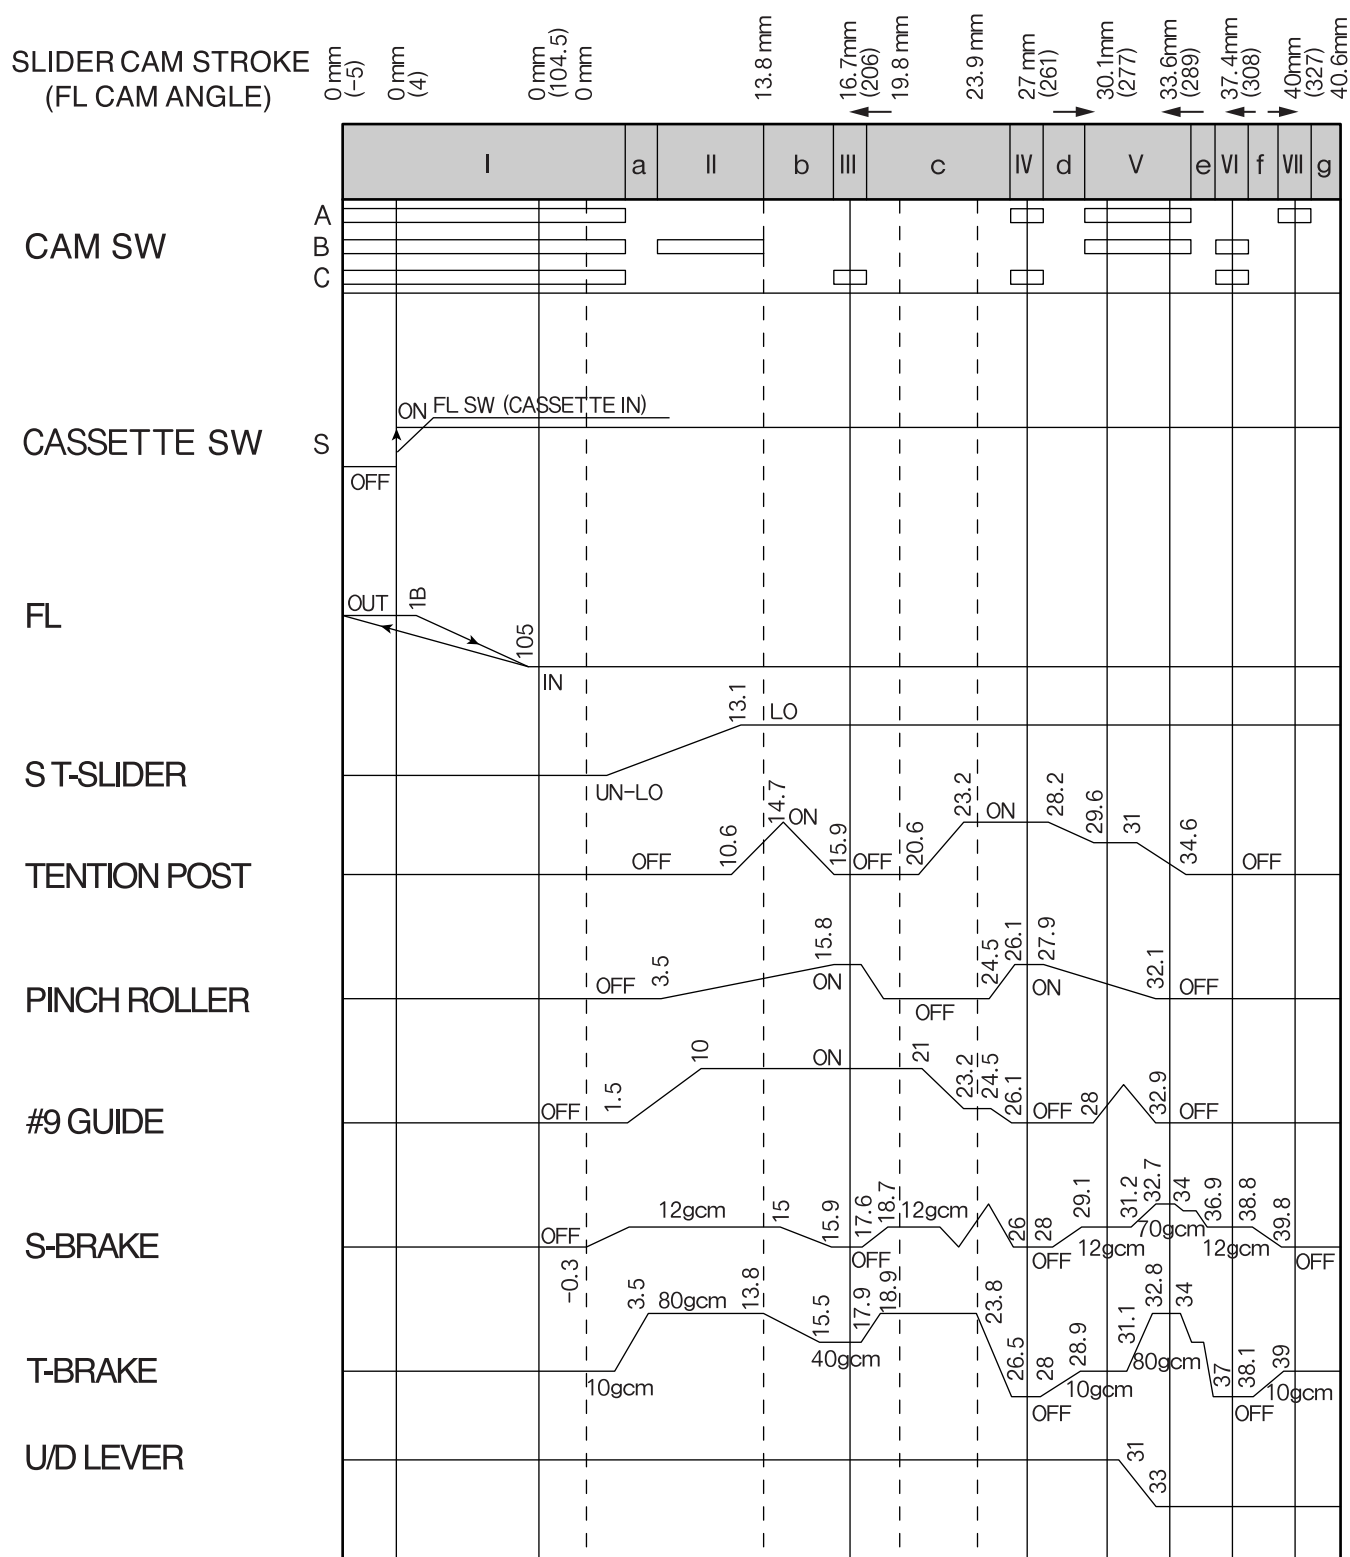 SLIDER CAM STROKE
(FL CAM ANGLE)
0 mm
(-5)
0 mm
(4)
0 mm
(104.5)
0 mm
13.8 mm
16.7mm
(206)
19.8 mm
23.9 mm
27 mm
(261)
30.1mm
(277)
33.6mm
(289)
37.4mm
(308)
40mm
(327)
40.6mm
I a II b III c IV d V e VI f VII g
CAM SW
A
B
C
CASSETTE SW
S
ON FL SW (CASSETTE IN)
OFF
FL
OUT 1B
105
IN
S T-SLIDER
13.1 LO
UN-LO
TENTION POST
OFF 10.6 14.7 ON 15.9 OFF 20.6 23.2 ON 28.2 29.6 31 34.6 OFF
PINCH ROLLER
OFF 3.5 15.8 ON OFF 24.5 26.1 ON 27.9 32.1 OFF
#9 GUIDE
OFF 1.5 10 ON 21 23.2 24.5 26.1 OFF 28 32.9 OFF
S-BRAKE
OFF -0.3 12gcm 15 15.9 OFF 17.6 18.7 12gcm 26 OFF 28 29.1 12gcm 31.2 32.7 70gcm 34 36.9 12gcm 38.8 39.8 OFF
T-BRAKE
10gcm 3.5 80gcm 13.8 15.5 40gcm 17.9 18.9 23.8 26.5 OFF 28 28.9 10gcm 31.1 32.8 80gcm 34 37 OFF 38.1 39 10gcm
U/D LEVER
31
33